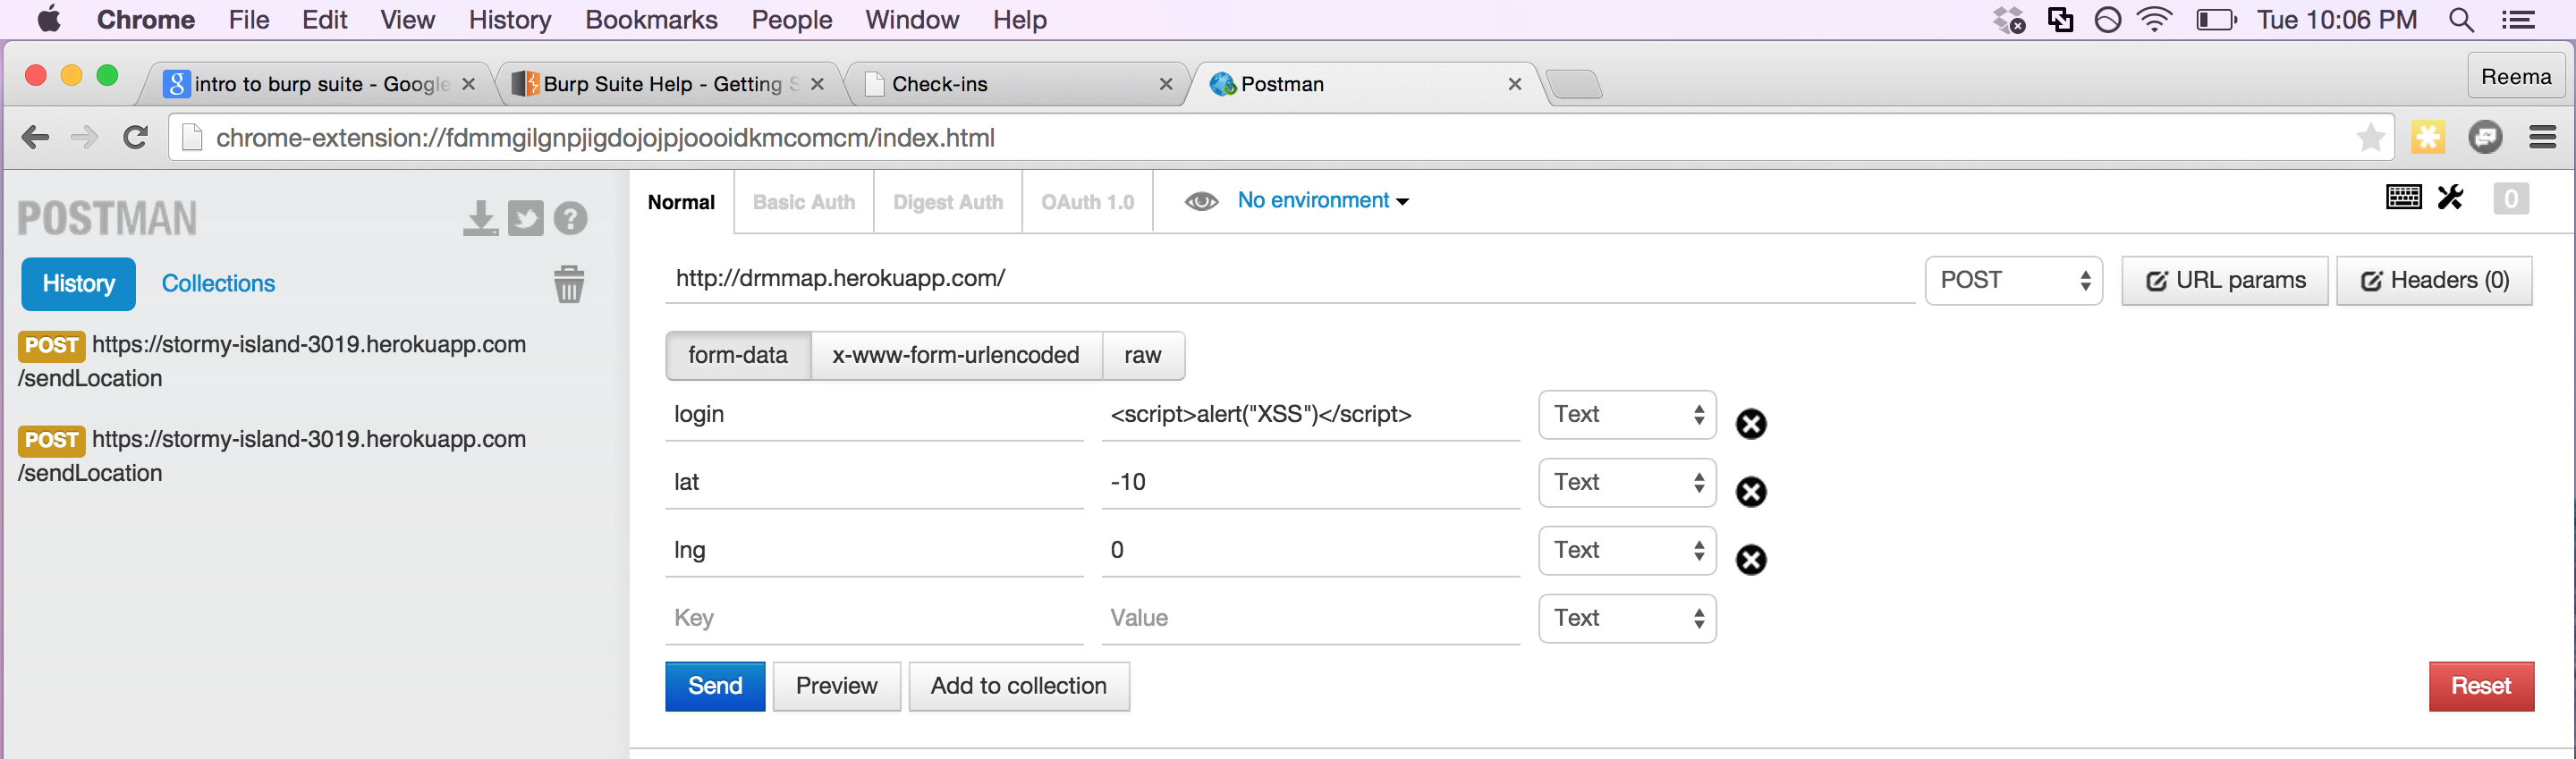 Chrome File Edit View History Bookmarks People Window Help Tue 10:06 PM
intro to burp suite - Google Burp Suite Help - Getting S Check-ins Postman Reema
chrome-extension://fdmmgilgnpjigdojojpjoooidkmcomcm/index.html
POSTMAN
Normal Basic Auth Digest Auth OAuth 1.0 No environment 0
History Collections
POST https://stormy-island-3019.herokuapp.com
/sendLocation
POST https://stormy-island-3019.herokuapp.com
/sendLocation
http://drmmap.herokuapp.com/ POST URL params Headers (0)
form-data x-www-form-urlencoded raw
login <script>alert("XSS")</script> Text
lat -10 Text
lng 0 Text
Key Value Text
Send Preview Add to collection Reset